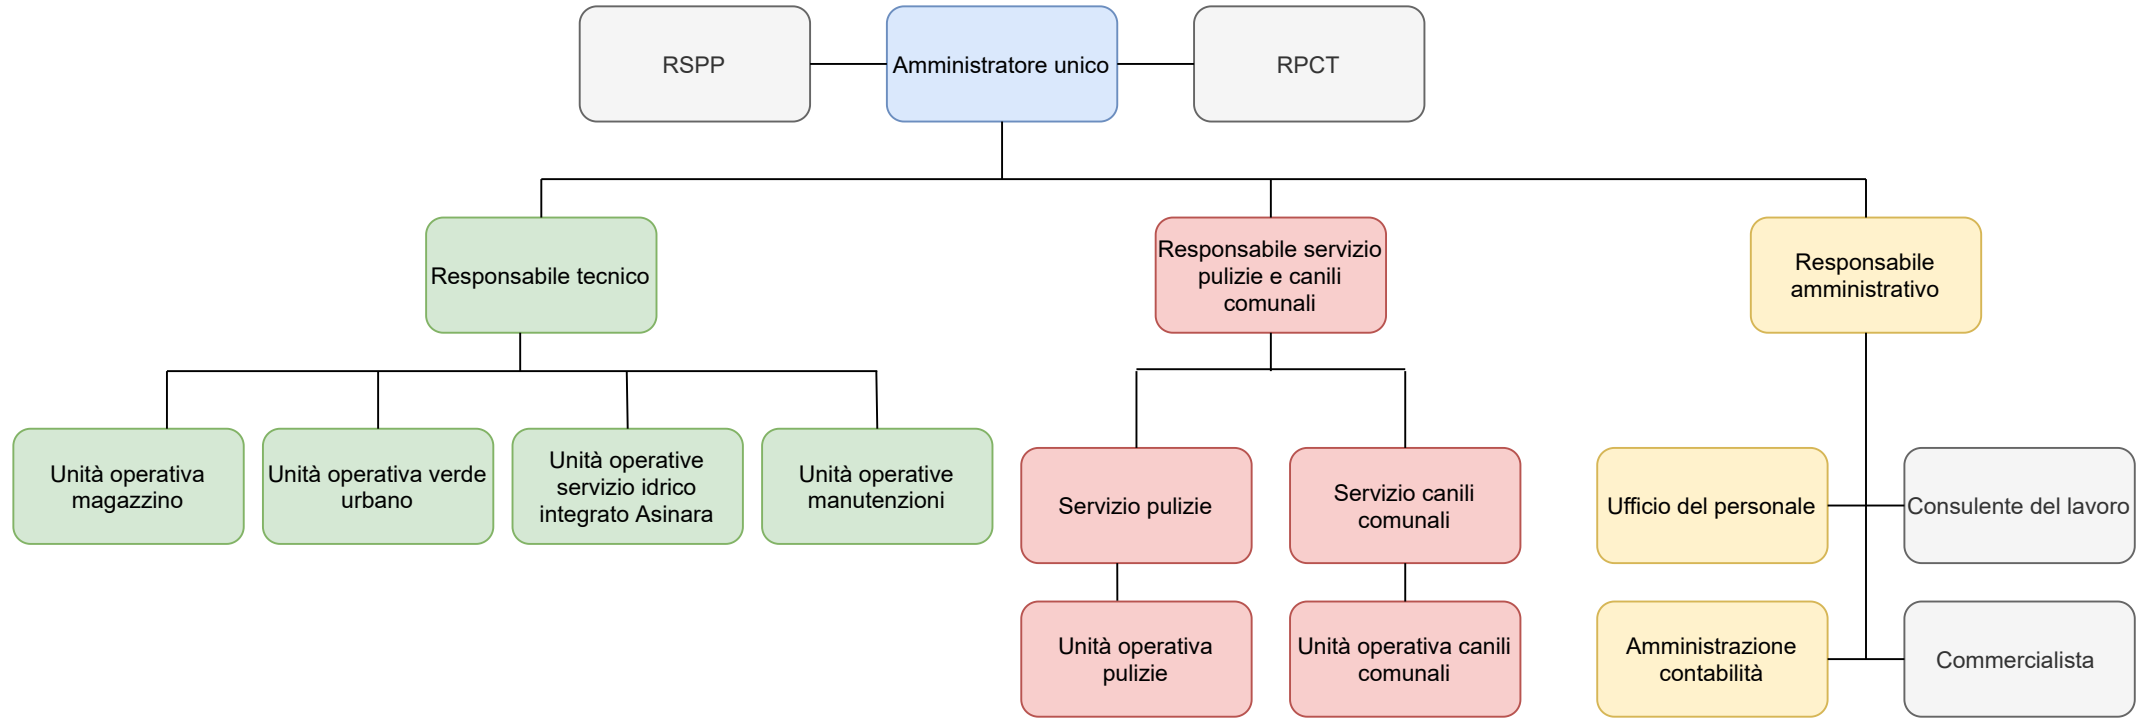 RSPP
Amministratore unico
RPCT
Responsabile tecnico
Responsabile servizio
pulizie e canili
comunali
Responsabile
amministrativo
Unità operativa
magazzino
Unità operativa verde
urbano
Unità operative
servizio idrico
integrato Asinara
Unità operative
manutenzioni
Servizio pulizie
Servizio canili
comunali
Ufficio del personale
Consulente del lavoro
Unità operativa
pulizie
Unità operativa canili
comunali
Amministrazione
contabilità
Commercialista